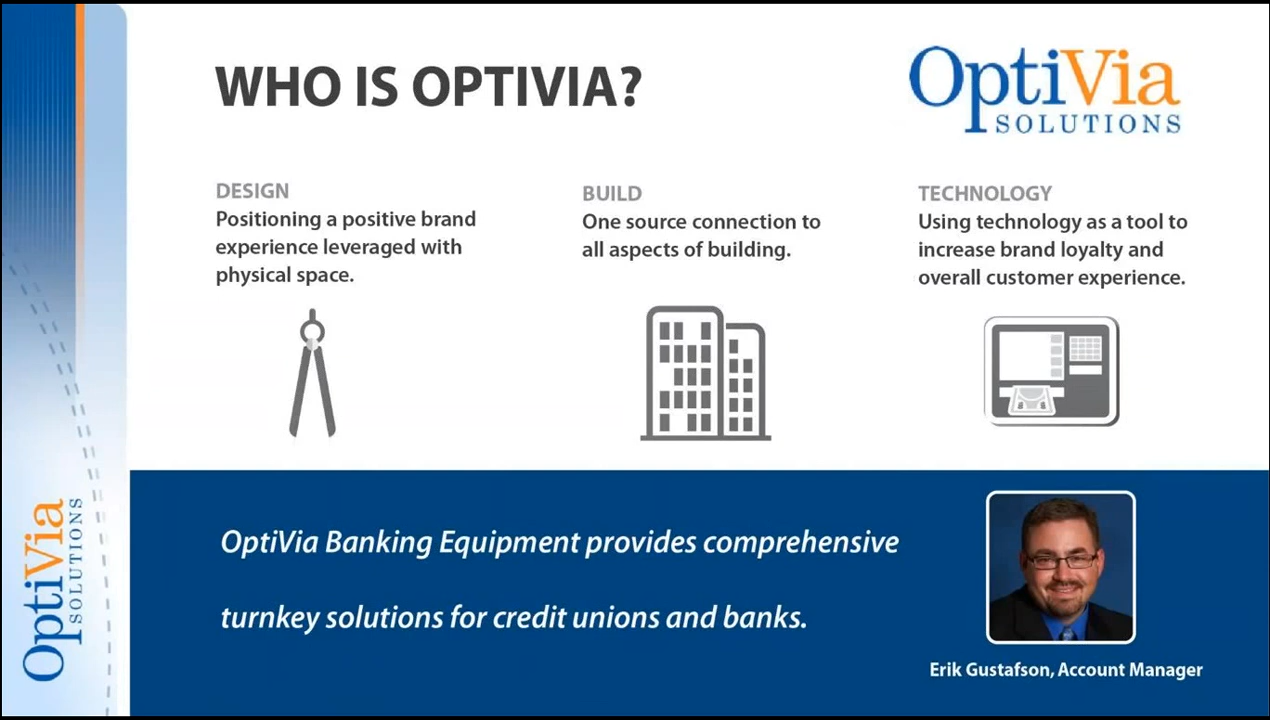 WHO IS OPTIVIA?
OptiVia
SOLUTIONS
DESIGN
Positioning a positive brand
experience leveraged with
physical space.
BUILD
One source connection to
all aspects of building.
TECHNOLOGY
Using technology as a tool to
increase brand loyalty and
overall customer experience.
OptiVia Banking Equipment provides comprehensive
turnkey solutions for credit unions and banks.
Erik Gustafson, Account Manager
OptiVia
SOLUTIONS